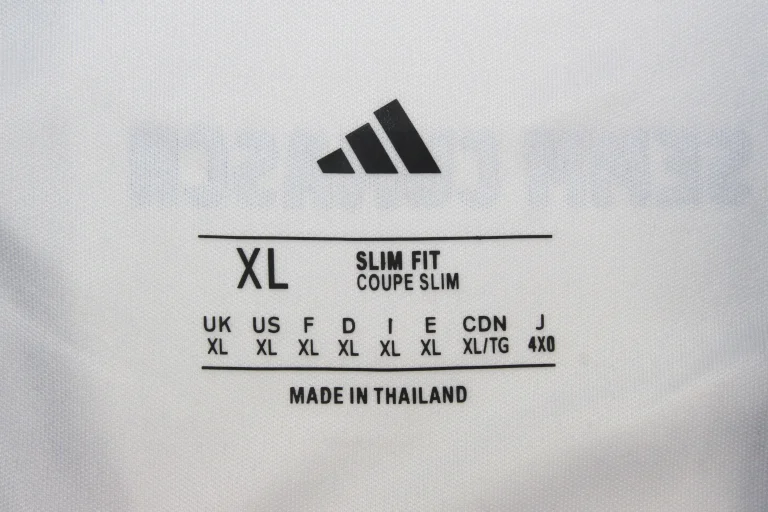 XL
SLIM FIT
COUPE SLIM
UK US F D I E CDN J
XL XL XL XL XL XL XL/TG 4X0
MADE IN THAILAND